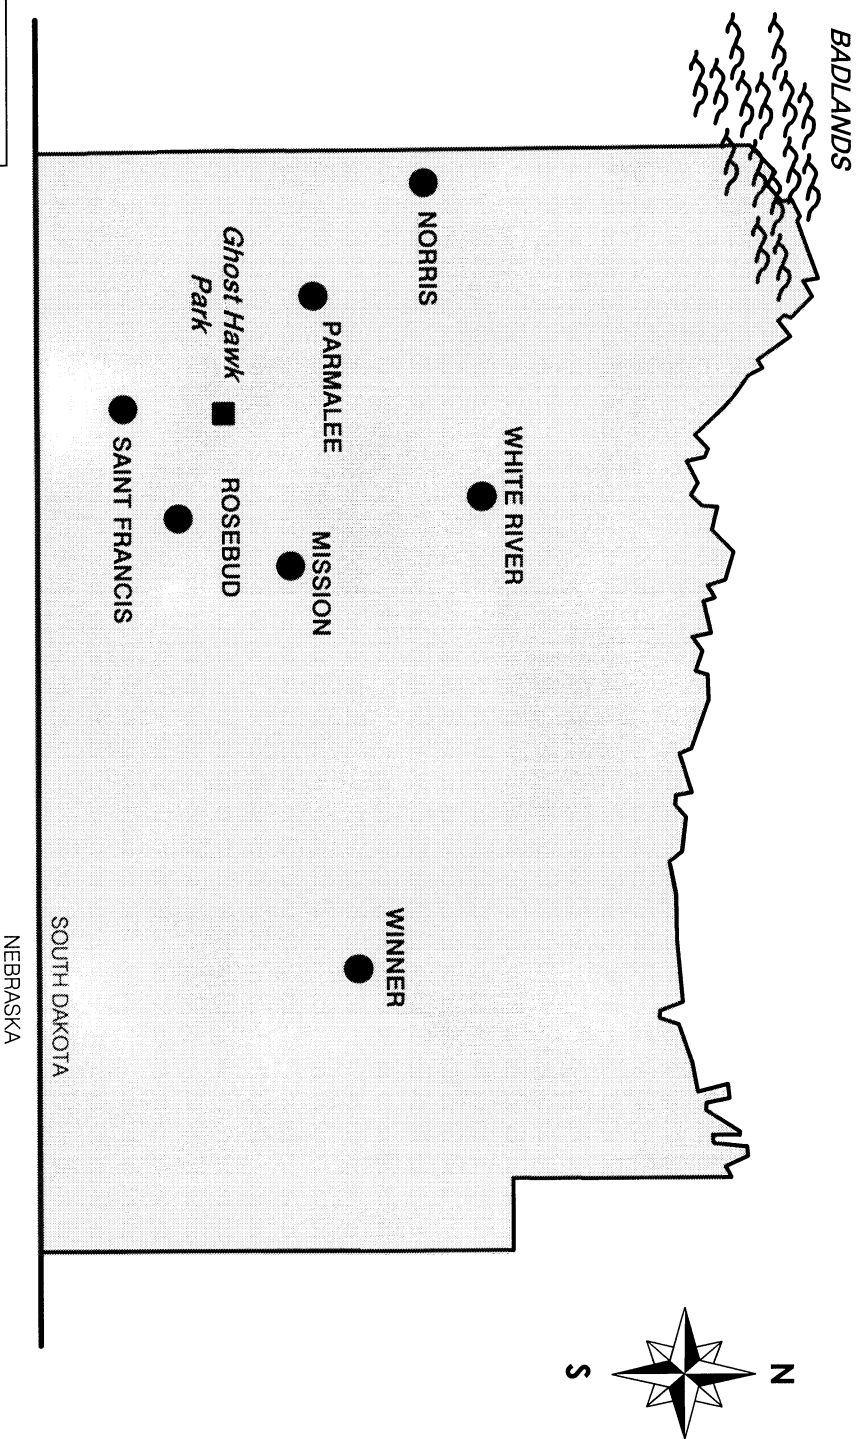 BADLANDS
NORRIS
WHITE RIVER
PARMALEE
Ghost Hawk
Park
MISSION
ROSEBUD
SAINT FRANCIS
WINNER
SOUTH DAKOTA
NEBRASKA
N
S